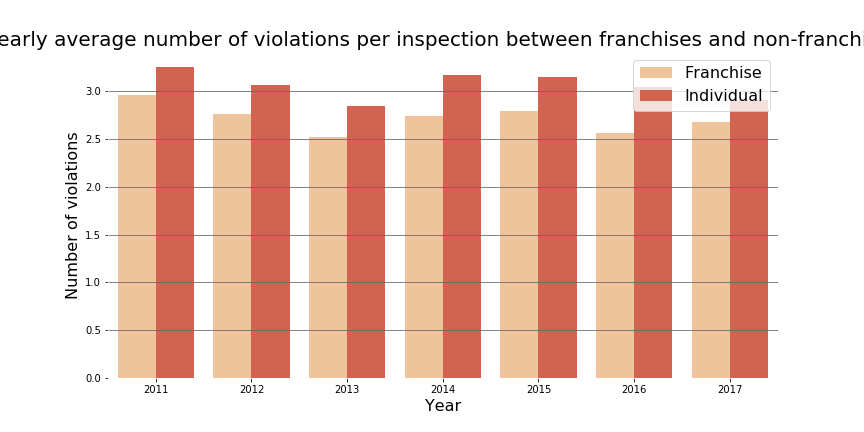 early average number of violations per inspection between franchises and non-franchi
Franchise
Individual
Number of violations
3.0
2.5
2.0
1.5
1.0
0.5
0.0
2011 2012 2013 2014 2015 2016 2017
Year